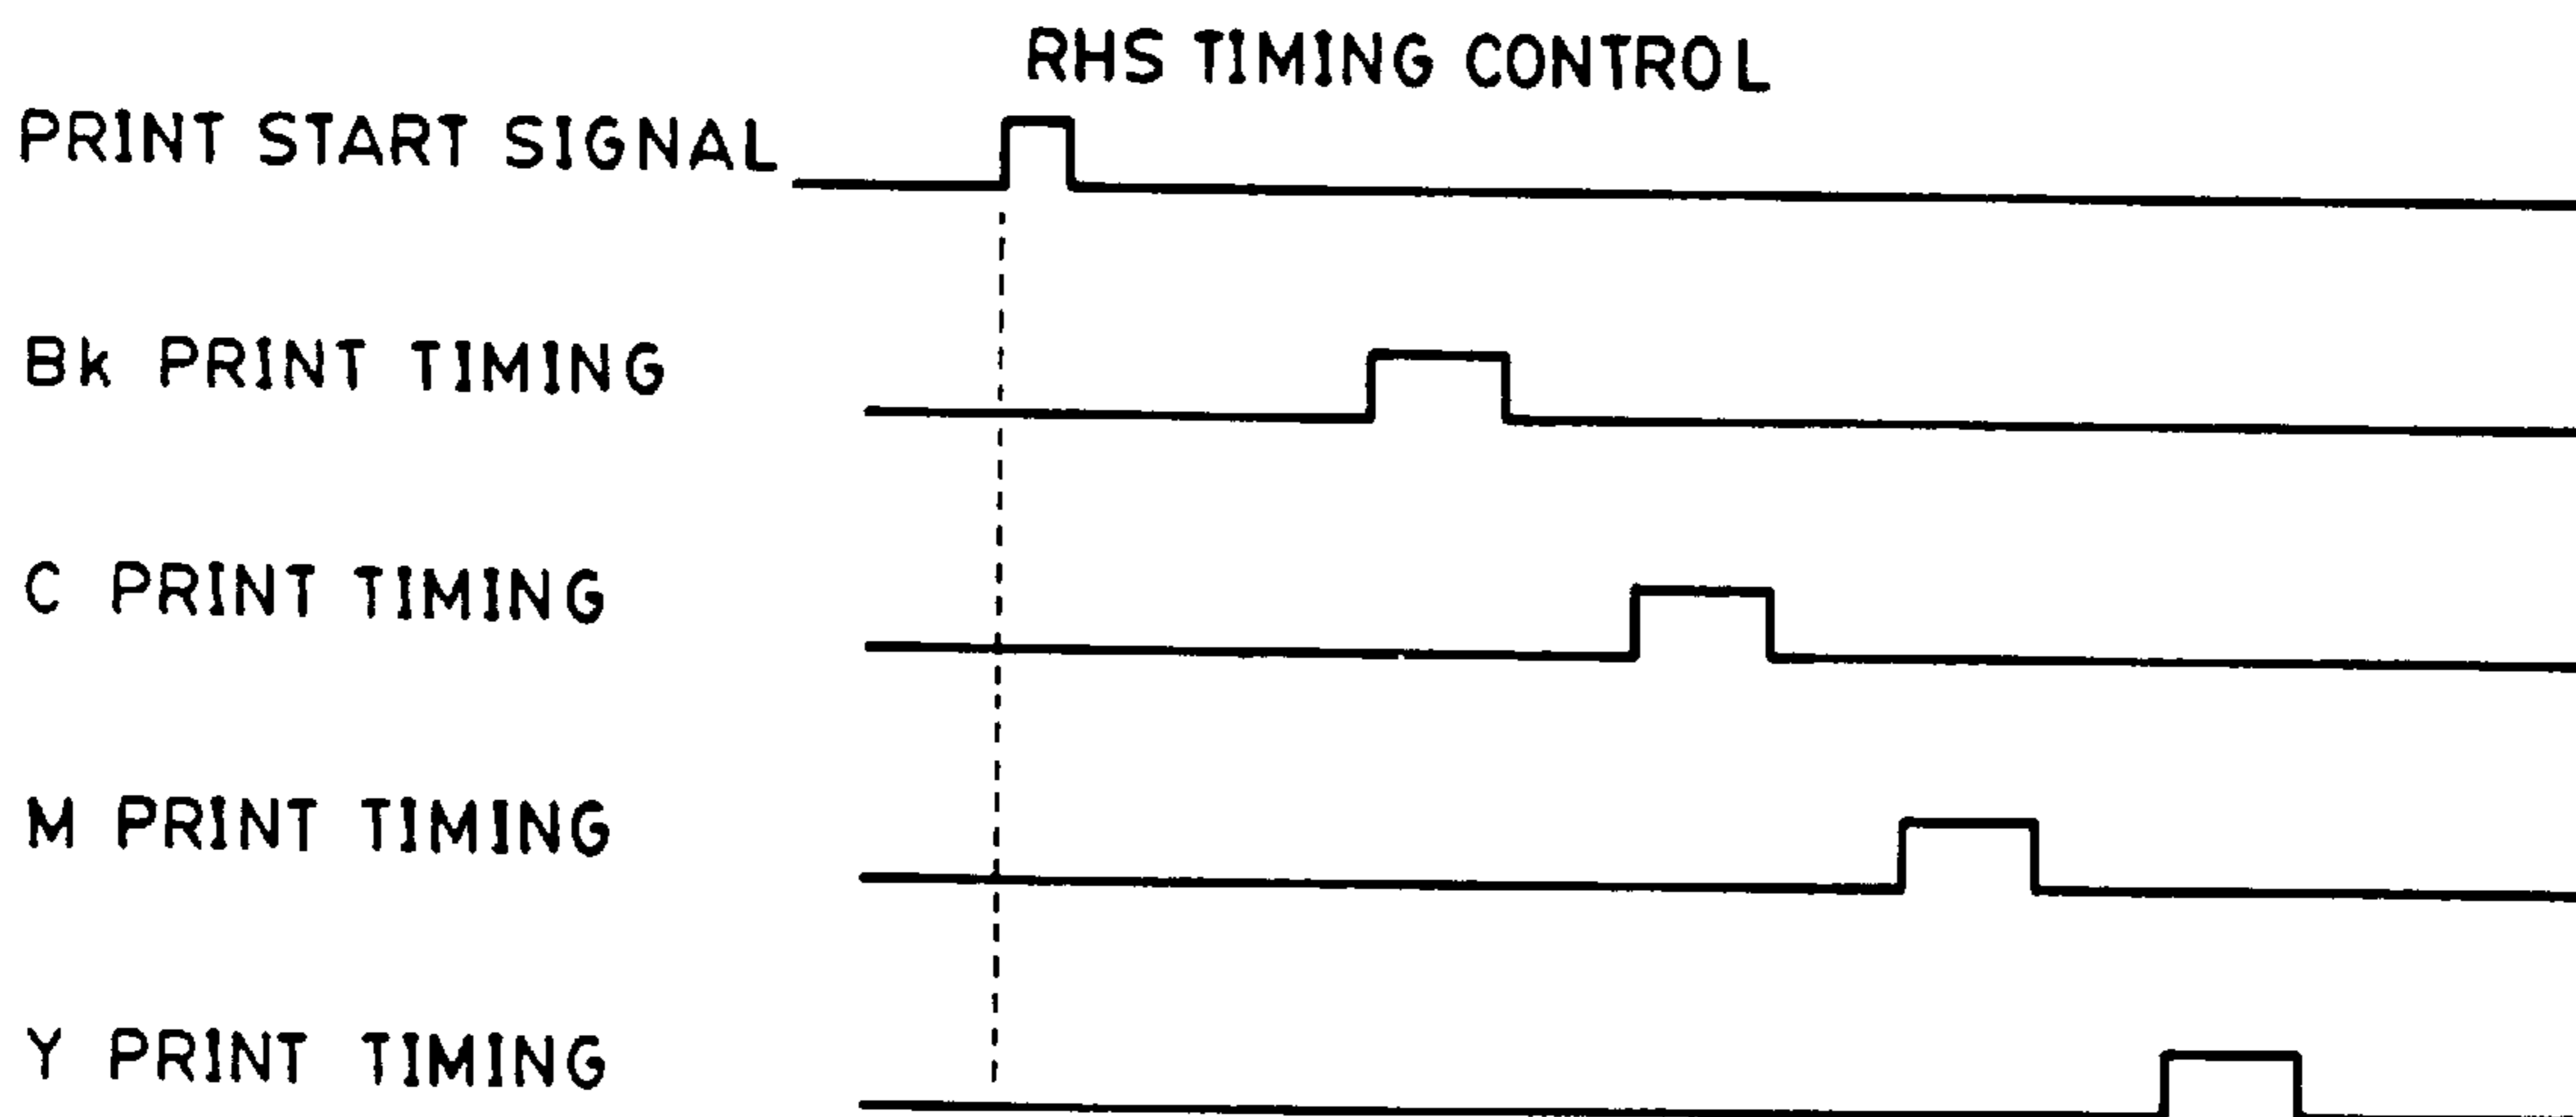 RHS TIMING CONTROL
PRINT START SIGNAL
Bk PRINT TIMING
C PRINT TIMING
M PRINT TIMING
Y PRINT TIMING